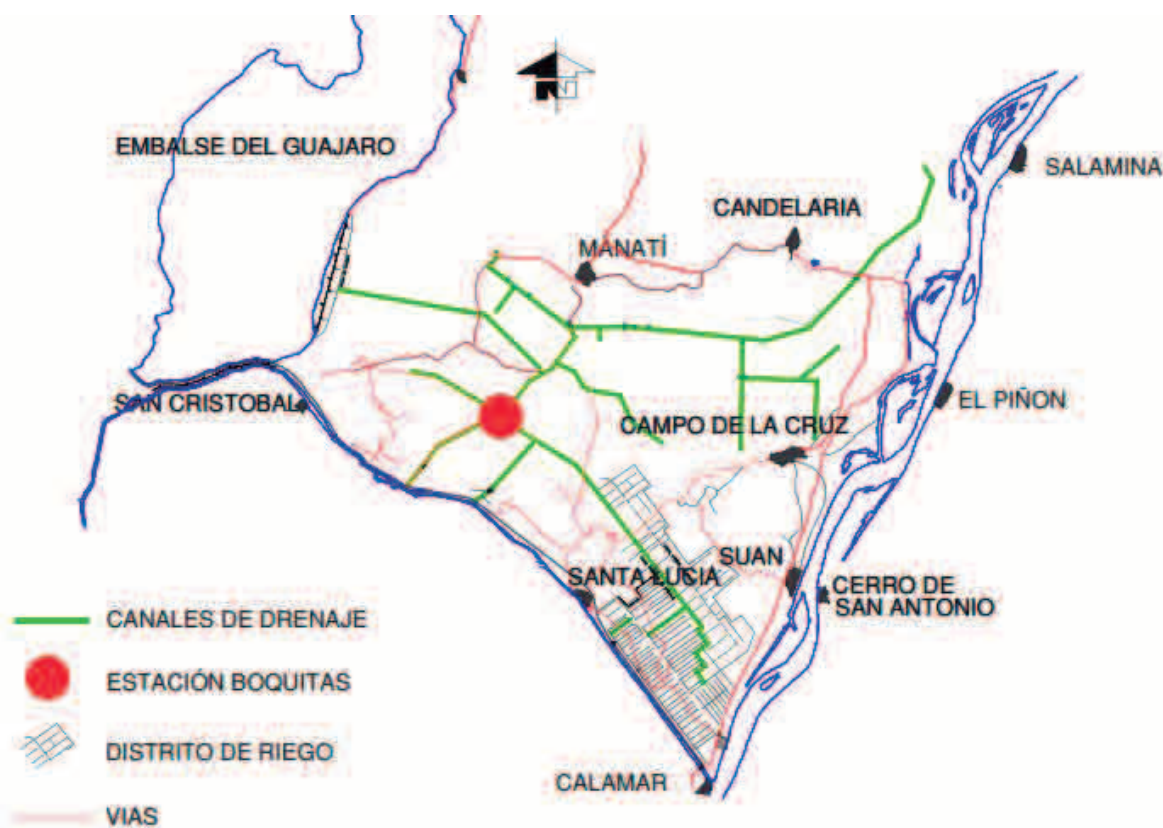 EMBALSE DEL GUAJARO
SALAMINA
CANDELARIA
MANATÍ
SAN CRISTOBAL
EL PIÑON
CAMPO DE LA CRUZ
SUAN
SANTA LUCIA
CERRO DE
SAN ANTONIO
CALAMAR
CANALES DE DRENAJE
ESTACIÓN BOQUITAS
DISTRITO DE RIEGO
VIAS